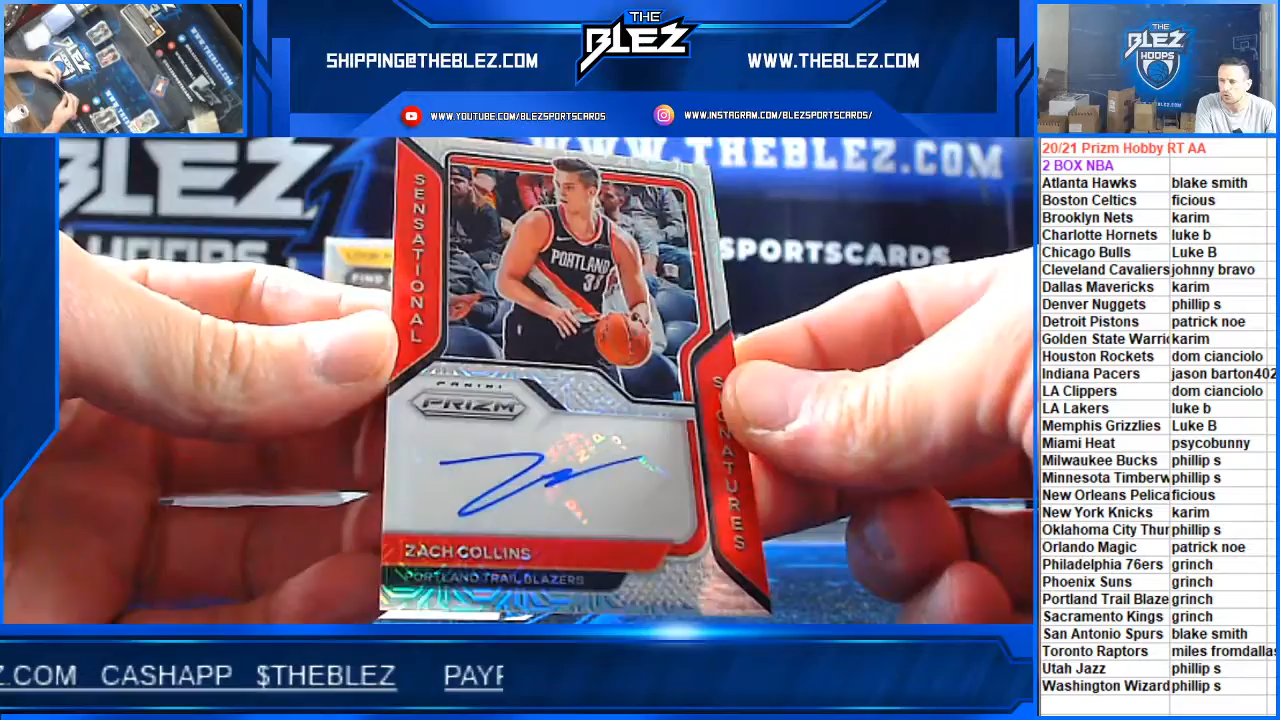 THE
BLEZ
SHIPPING@THEBLEZ.COM
WWW.THEBLEZ.COM
WWW.YOUTUBE.COM/BLEZSPORTSCARDS
WWW.INSTAGRAM.COM/BLEZSPORTSCARDS/
THE
BLEZ
HOOPS
WWW.THEBLEZ.COM
BLEZ
HOOPS
SPORTSCARDS
SENSATIONAL
PORTLAND
33
PANINI
PRIZM
SIGNATURES
ZACH COLLINS
PORTLAND TRAIL BLAZERS
Z.COM CASHAPP $THEBLEZ PAYP
20/21 Prizm Hobby RT AA
2 BOX NBA
Atlanta Hawks blake smith
Boston Celtics ficious
Brooklyn Nets karim
Charlotte Hornets luke b
Chicago Bulls Luke B
Cleveland Cavaliers johnny bravo
Dallas Mavericks karim
Denver Nuggets phillip s
Detroit Pistons patrick noe
Golden State Warri karim
Houston Rockets dom cianciolo
Indiana Pacers jason barton402
LA Clippers dom cianciolo
LA Lakers luke b
Memphis Grizzlies Luke B
Miami Heat psycobunny
Milwaukee Bucks phillip s
Minnesota Timberw phillip s
New Orleans Pelica ficious
New York Knicks karim
Oklahoma City Thun phillip s
Orlando Magic patrick noe
Philadelphia 76ers grinch
Phoenix Suns grinch
Portland Trail Blaze grinch
Sacramento Kings grinch
San Antonio Spurs blake smith
Toronto Raptors miles fromdallas
Utah Jazz phillip s
Washington Wizard phillip s